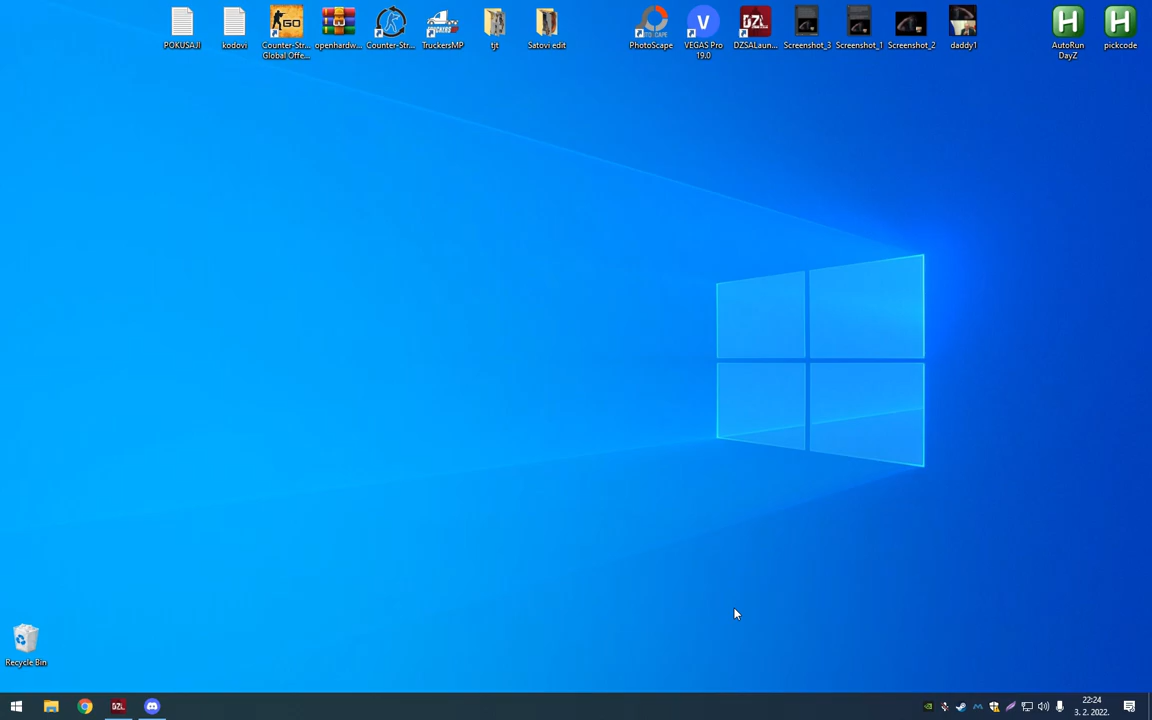 POKUSAJI
kodovi
Counter-Str...
Global Offe...
openhardw...
Counter-Str...
TruckersMP
tjt
Satovi edit
PhotoScape
VEGAS Pro
19.0
DZSALaun...
Screenshot_3
Screenshot_1
Screenshot_2
daddy1
AutoRun
DayZ
pickcode
Recycle Bin
22:24
3. 2. 2022.